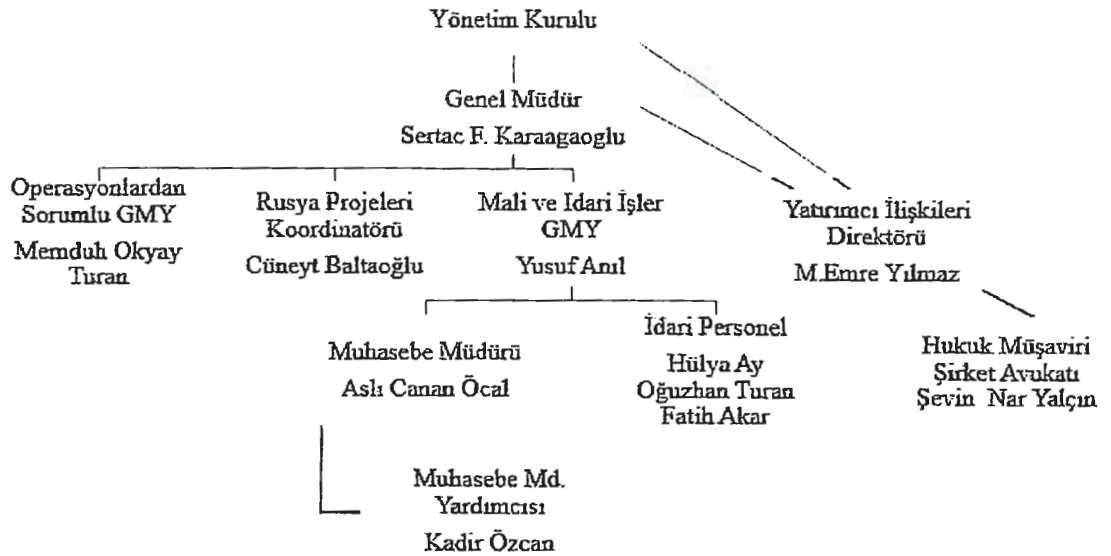 Yönetim Kurulu
Genel Müdür
Sertac F. Karaagaoglu
Operasyonlardan
Sorumlu GMY
Memduh Okyay
Turan
Rusya Projeleri
Koordinatörü
Cüneyt Baltaoğlu
Mali ve İdari İşler
GMY
Yusuf Anıl
Yatırımcı İlişkileri
Direktörü
M.Emre Yılmaz
Muhasebe Müdürü
Aslı Canan Öcal
İdari Personel
Hülya Ay
Oğuzhan Turan
Fatih Akar
Hukuk Müşaviri
Şirket Avukatı
Şevin Nar Yalçın
Muhasebe Md.
Yardımcısı
Kadir Özcan